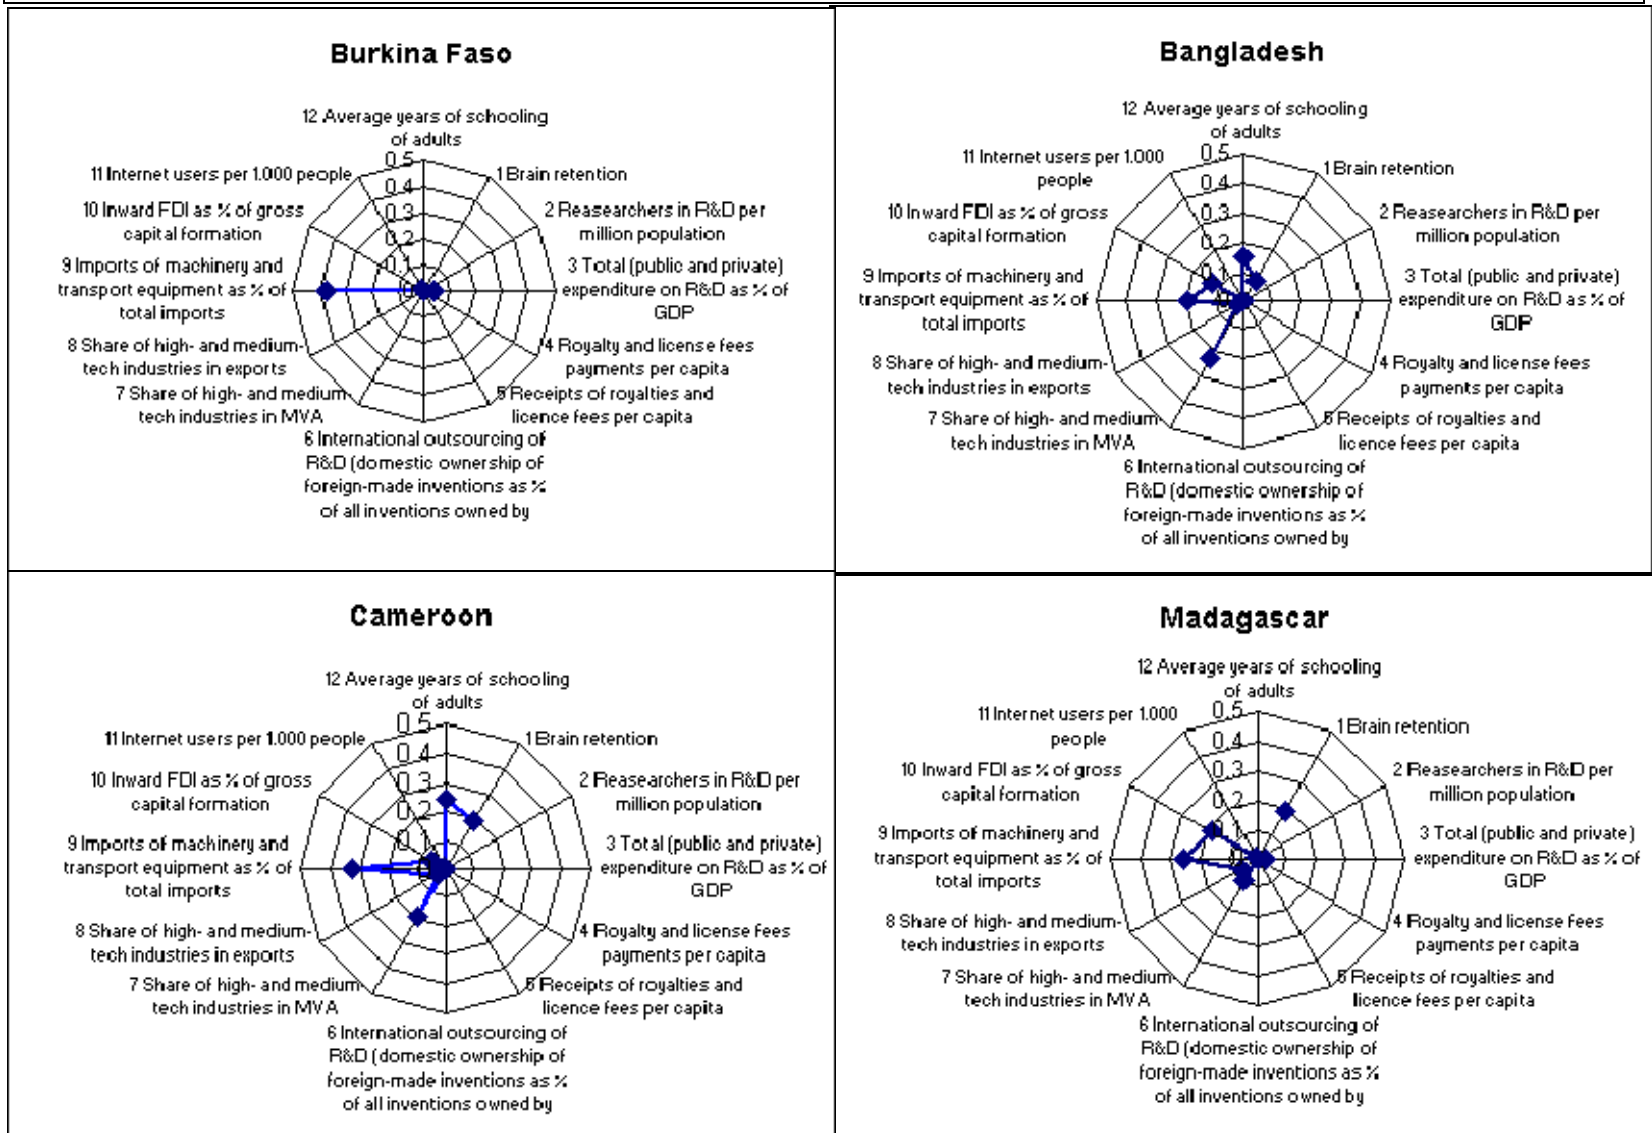 Burkina Faso
12 Average years of schooling
of adults
0.5
0.4
0.3
0.2
0.1
0
1 Brain retention
2 Reasearchers in R&D per
million population
3 Total (public and private)
expenditure on R&D as % of
GDP
4 Royalty and license fees
payments per capita
5 Receipts of royalties and
licence fees per capita
6 International outsourcing of
R&D (domestic ownership of
foreign-made inventions as %
of all inventions owned by
7 Share of high- and medium-
tech industries in MVA
8 Share of high- and medium-
tech industries in exports
9 Imports of machinery and
transport equipment as % of
total imports
10 Inward FDI as % of gross
capital formation
11 Internet users per 1.000 people
Bangladesh
12 Average years of schooling
of adults
0.5
0.4
0.3
0.2
0.1
1 Brain retention
2 Reasearchers in R&D per
million population
3 Total (public and private)
expenditure on R&D as % of
GDP
4 Royalty and license fees
payments per capita
5 Receipts of royalties and
licence fees per capita
6 International outsourcing of
R&D (domestic ownership of
foreign-made inventions as %
of all inventions owned by
7 Share of high- and medium-
tech industries in MVA
8 Share of high- and medium-
tech industries in exports
9 Imports of machinery and
transport equipment as % of
total imports
10 Inward FDI as % of gross
capital formation
11 Internet users per 1.000
people
Cameroon
12 Average years of schooling
of adults
0.5
0.4
0.3
0.2
1 Brain retention
2 Reasearchers in R&D per
million population
3 Total (public and private)
expenditure on R&D as % of
GDP
4 Royalty and license fees
payments per capita
5 Receipts of royalties and
licence fees per capita
6 International outsourcing of
R&D (domestic ownership of
foreign-made inventions as %
of all inventions owned by
7 Share of high- and medium-
tech industries in MVA
8 Share of high- and medium-
tech industries in exports
9 Imports of machinery and
transport equipment as % of
total imports
10 Inward FDI as % of gross
capital formation
11 Internet users per 1.000 people
Madagascar
12 Average years of schooling
of adults
0.5
0.4
0.3
0.2
1 Brain retention
2 Reasearchers in R&D per
million population
3 Total (public and private)
expenditure on R&D as % of
GDP
4 Royalty and license fees
payments per capita
5 Receipts of royalties and
licence fees per capita
6 International outsourcing of
R&D (domestic ownership of
foreign-made inventions as %
of all inventions owned by
7 Share of high- and medium-
tech industries in MVA
8 Share of high- and medium-
tech industries in exports
9 Imports of machinery and
transport equipment as % of
total imports
10 Inward FDI as % of gross
capital formation
11 Internet users per 1.000
people